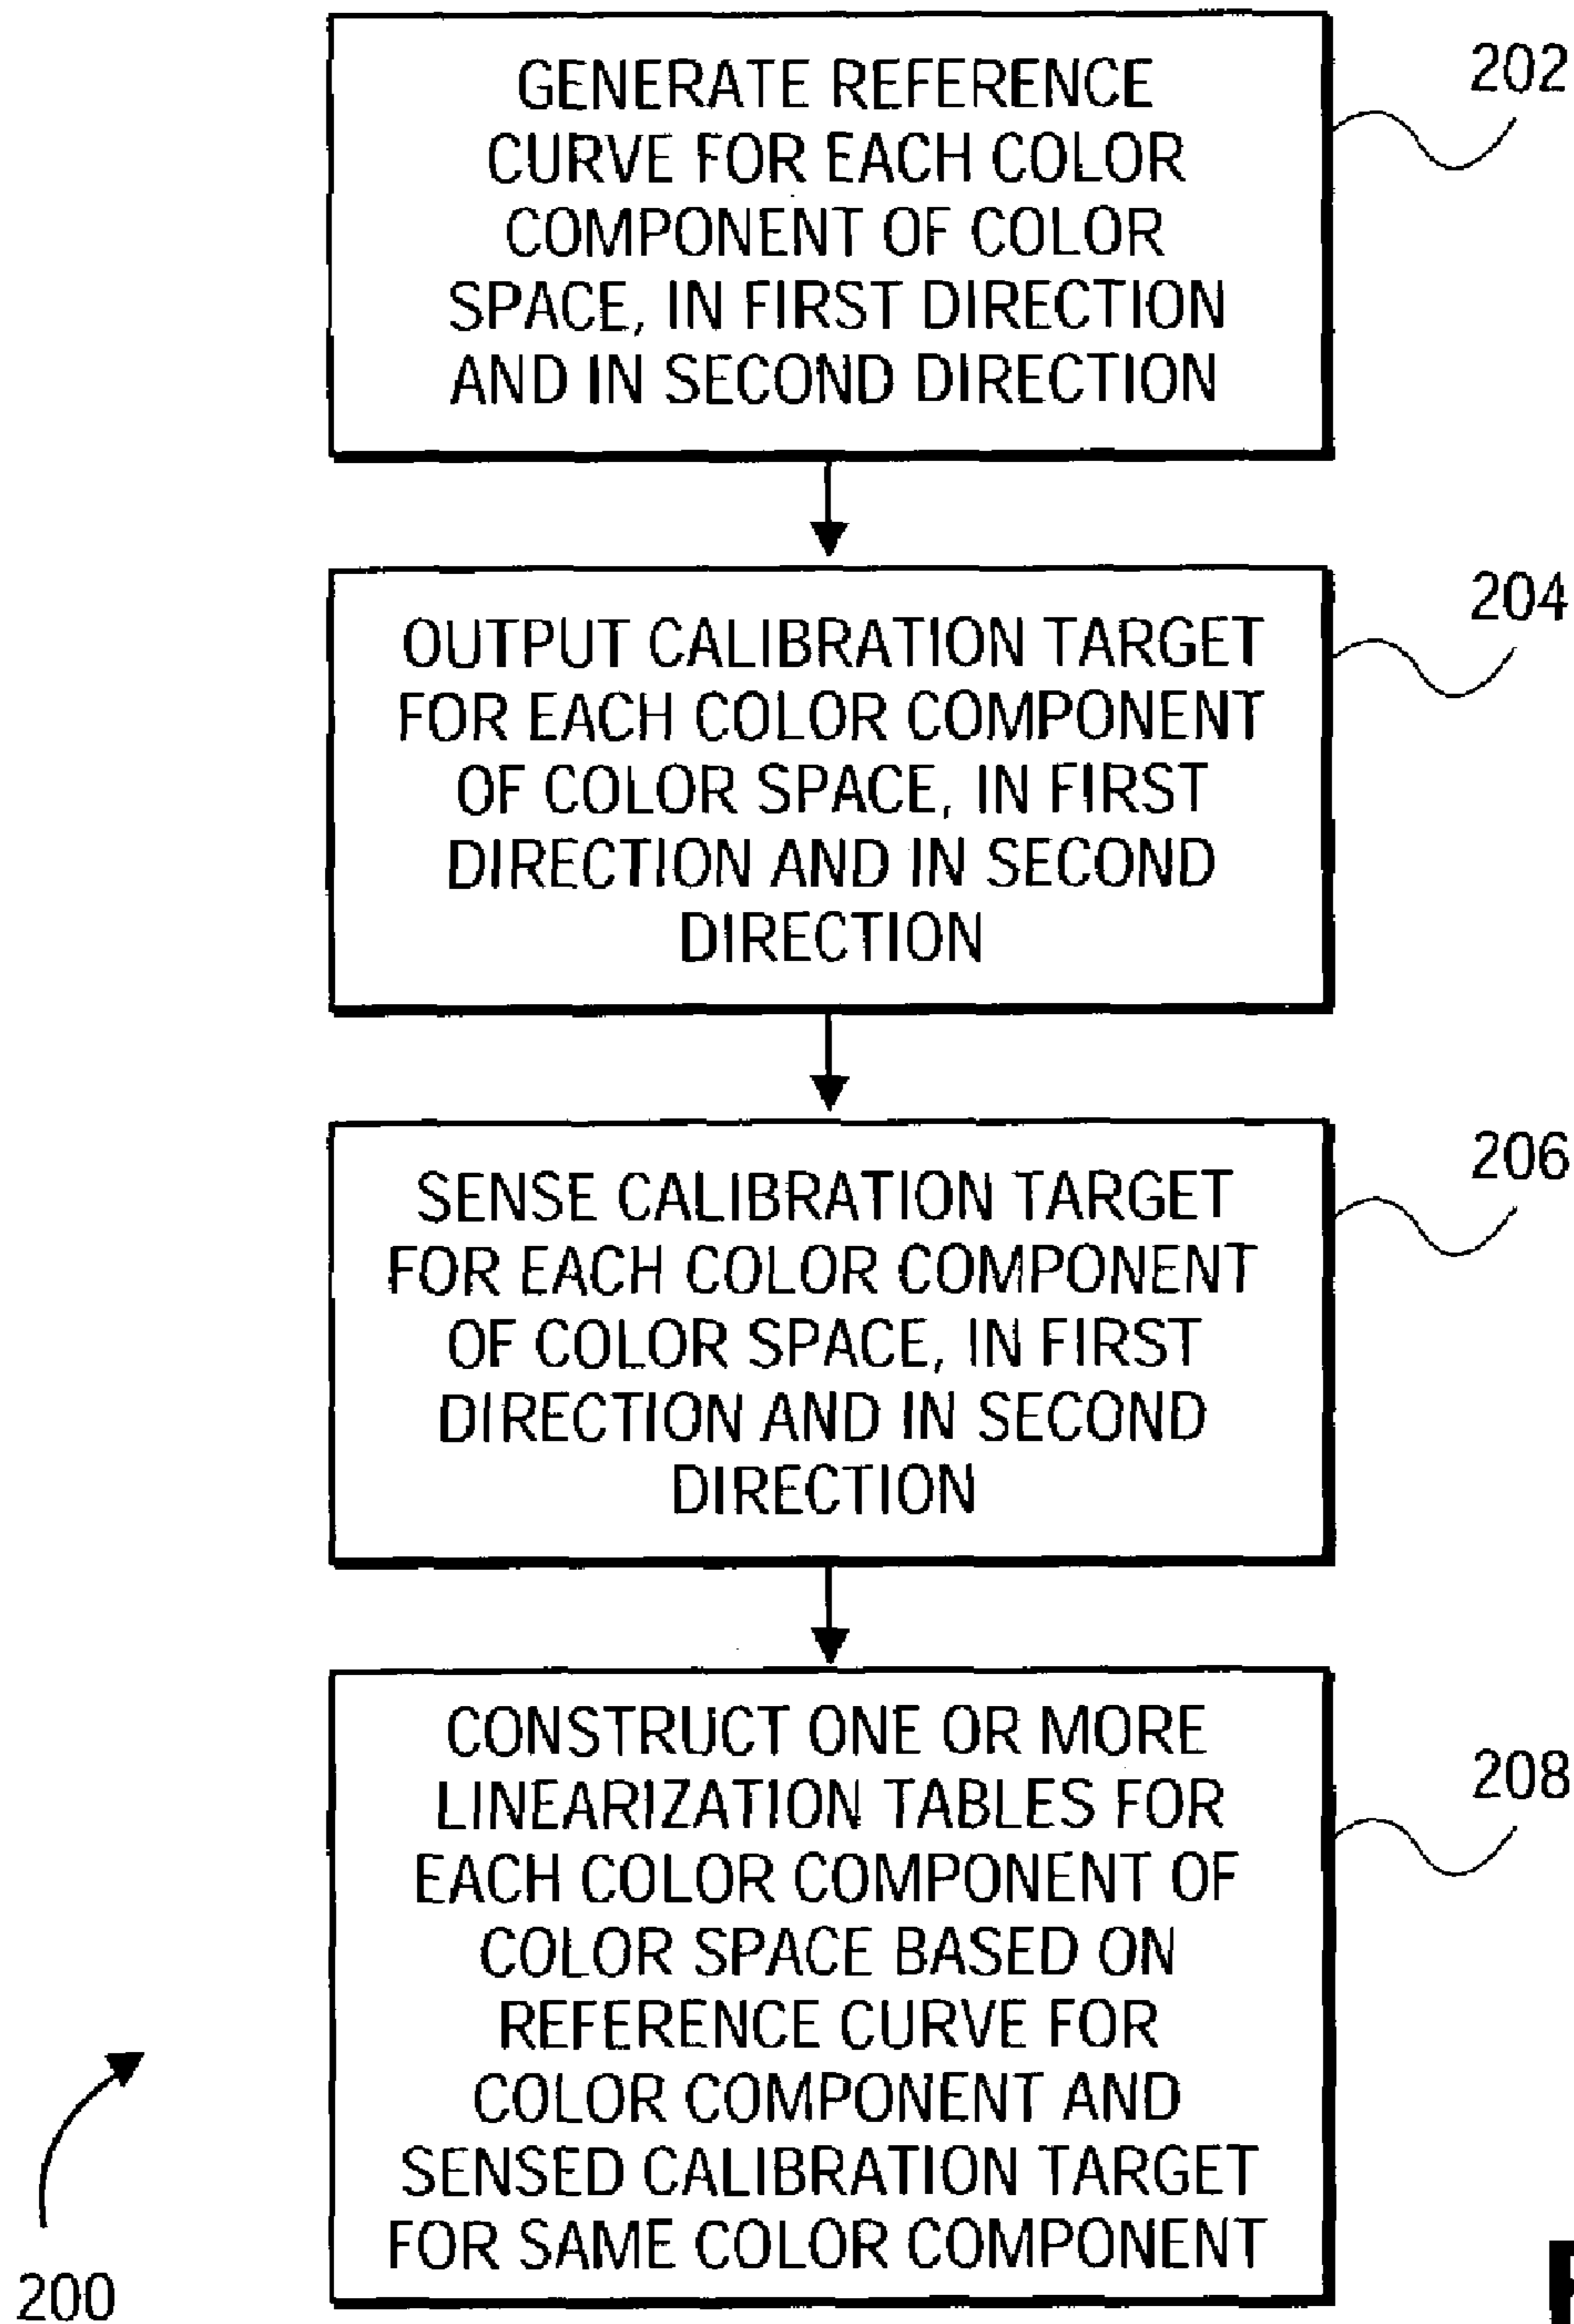 GENERATE REFERENCE
CURVE FOR EACH COLOR
COMPONENT OF COLOR
SPACE, IN FIRST DIRECTION
AND IN SECOND DIRECTION
202
OUTPUT CALIBRATION TARGET
FOR EACH COLOR COMPONENT
OF COLOR SPACE, IN FIRST
DIRECTION AND IN SECOND
DIRECTION
204
SENSE CALIBRATION TARGET
FOR EACH COLOR COMPONENT
OF COLOR SPACE, IN FIRST
DIRECTION AND IN SECOND
DIRECTION
206
CONSTRUCT ONE OR MORE
LINEARIZATION TABLES FOR
EACH COLOR COMPONENT OF
COLOR SPACE BASED ON
REFERENCE CURVE FOR
COLOR COMPONENT AND
SENSED CALIBRATION TARGET
FOR SAME COLOR COMPONENT
208
200